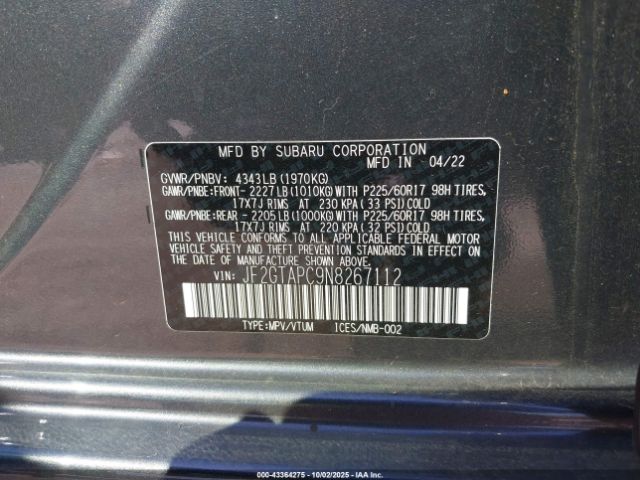 MFD BY SUBARU CORPORATION
MFD IN 04/22
GVWR/PNBV: 4343LB (1970KG)
GAWR/PNBE: FRONT- 2227LB (1010KG) WITH P225/60R17 98H TIRES,
17X7J RIMS AT 230 KPA (33 PSI) COLD
GAWR/PNBE: REAR - 2205LB (1000KG) WITH P225/60R17 98H TIRES,
17X7J RIMS AT 220 KPA (32 PSI) COLD
THIS VEHICLE CONFORMS TO ALL APPLICABLE FEDERAL MOTOR
VEHICLE SAFETY AND THEFT PREVENTION STANDARDS IN EFFECT ON
THE DATE OF MANUFACTURE SHOWN ABOVE.
VIN: JF2GTAPC9N8267112
TYPE:MPV/VTUM ICES/NMB-002
000-43364275 - 10/02/2025 - IAA Inc.